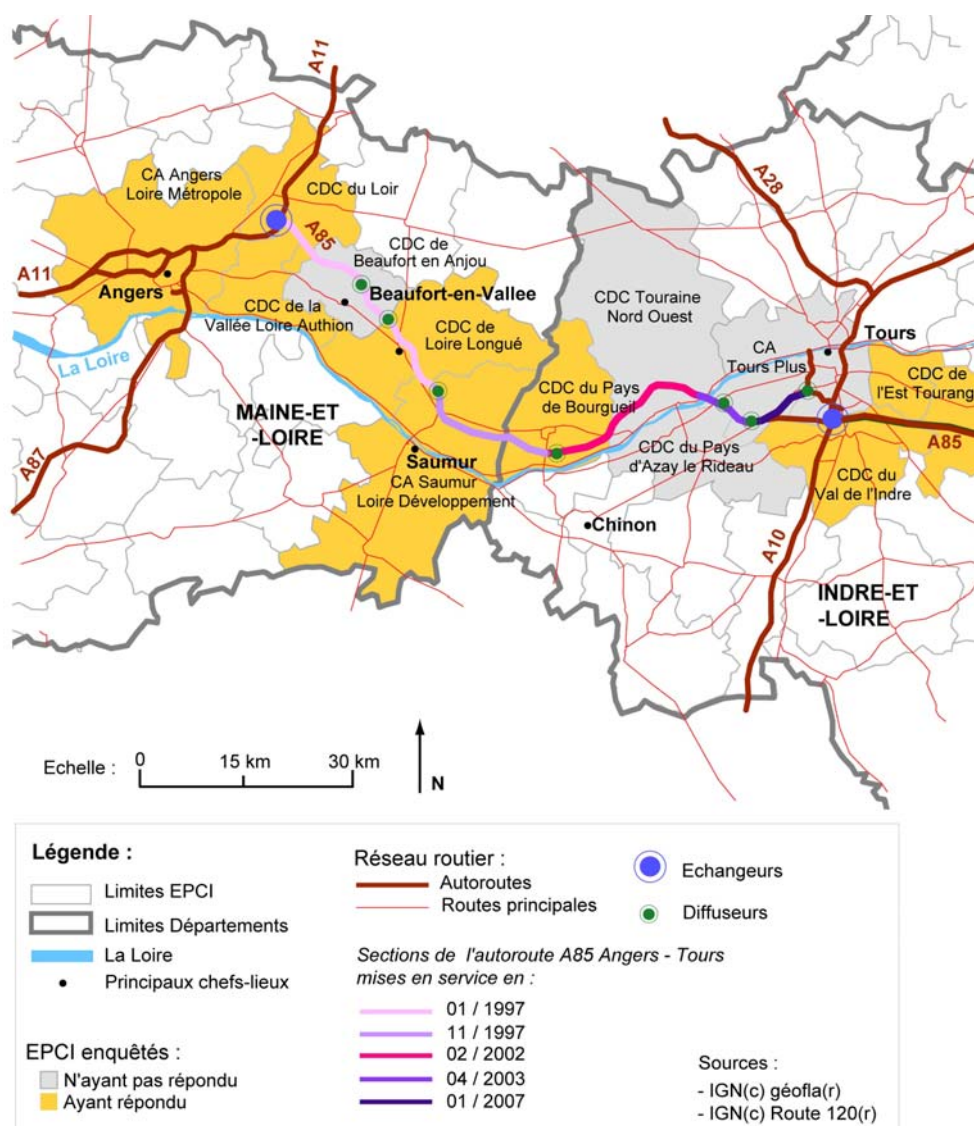 A11
CA Angers
Loire Métropole
CDC du Loir
A28
A85
CDC de
Beaufort en Anjou
A11
Angers
Beaufort-en-Vallee
CDC de la
Vallée Loire Authion
CDC Touraine
Nord Ouest
CDC de
Loire Longué
Tours
La Loire
CA
Tours Plus
CDC de
l'Est Tourang
CDC du Pays
de Bourgueil
MAINE-ET
-LOIRE
A85
CDC du Pays
d'Azay le Rideau
A87
Saumur
CA Saumur
Loire Développement
CDC du
Val de l'Indre
Chinon
A10
INDRE-ET
-LOIRE
Echelle :
0
15 km
30 km
N
Légende :
Limites EPCI
Limites Départements
La Loire
Principaux chefs-lieux
EPCI enquêtés :
N'ayant pas répondu
Ayant répondu
Réseau routier :
Autoroutes
Routes principales
Sections de l'autoroute A85 Angers - Tours
mises en service en :
01 / 1997
11 / 1997
02 / 2002
04 / 2003
01 / 2007
Echangeurs
Diffuseurs
Sources :
- IGN(c) géofla(r)
- IGN(c) Route 120(r)